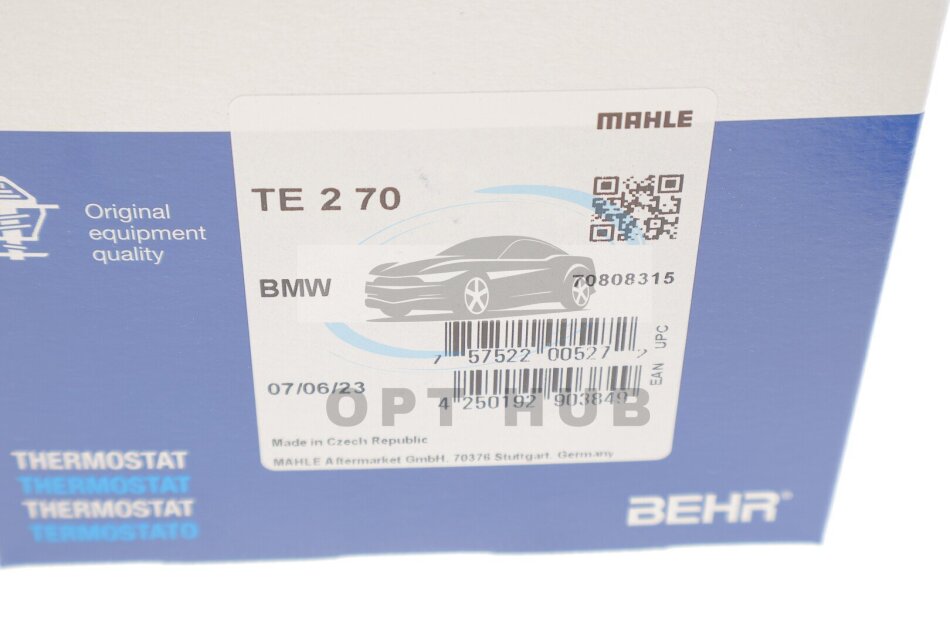 MAHLE
TE 2 70
Original
equipment
quality
BMW
70808315
7 57522 00527 2
UPC
4 250192 903849
EAN
07/06/23
OPT HUB
Made in Czech Republic
MAHLE Aftermarket GmbH, 70376 Stuttgart, Germany
THERMOSTAT
THERMOSTAT
THERMOSTAT
TERMOSTATO
BEHR®